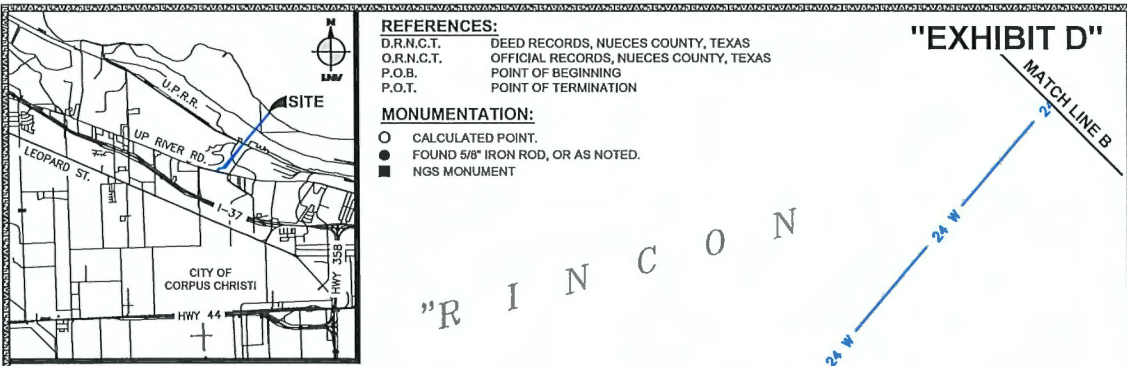 N
LNV
SITE
U.P.R.R.
UP RIVER RD.
LEOPARD ST.
I-37
HWY 358
CITY OF
CORPUS CHRISTI
HWY 44
REFERENCES:
D.R.N.C.T. DEED RECORDS, NUECES COUNTY, TEXAS
O.R.N.C.T. OFFICIAL RECORDS, NUECES COUNTY, TEXAS
P.O.B. POINT OF BEGINNING
P.O.T. POINT OF TERMINATION
MONUMENTATION:
CALCULATED POINT.
FOUND 5/8" IRON ROD, OR AS NOTED.
NGS MONUMENT
"EXHIBIT D"
MATCH LINE B
24
24 W
24 W
"R I N C O N